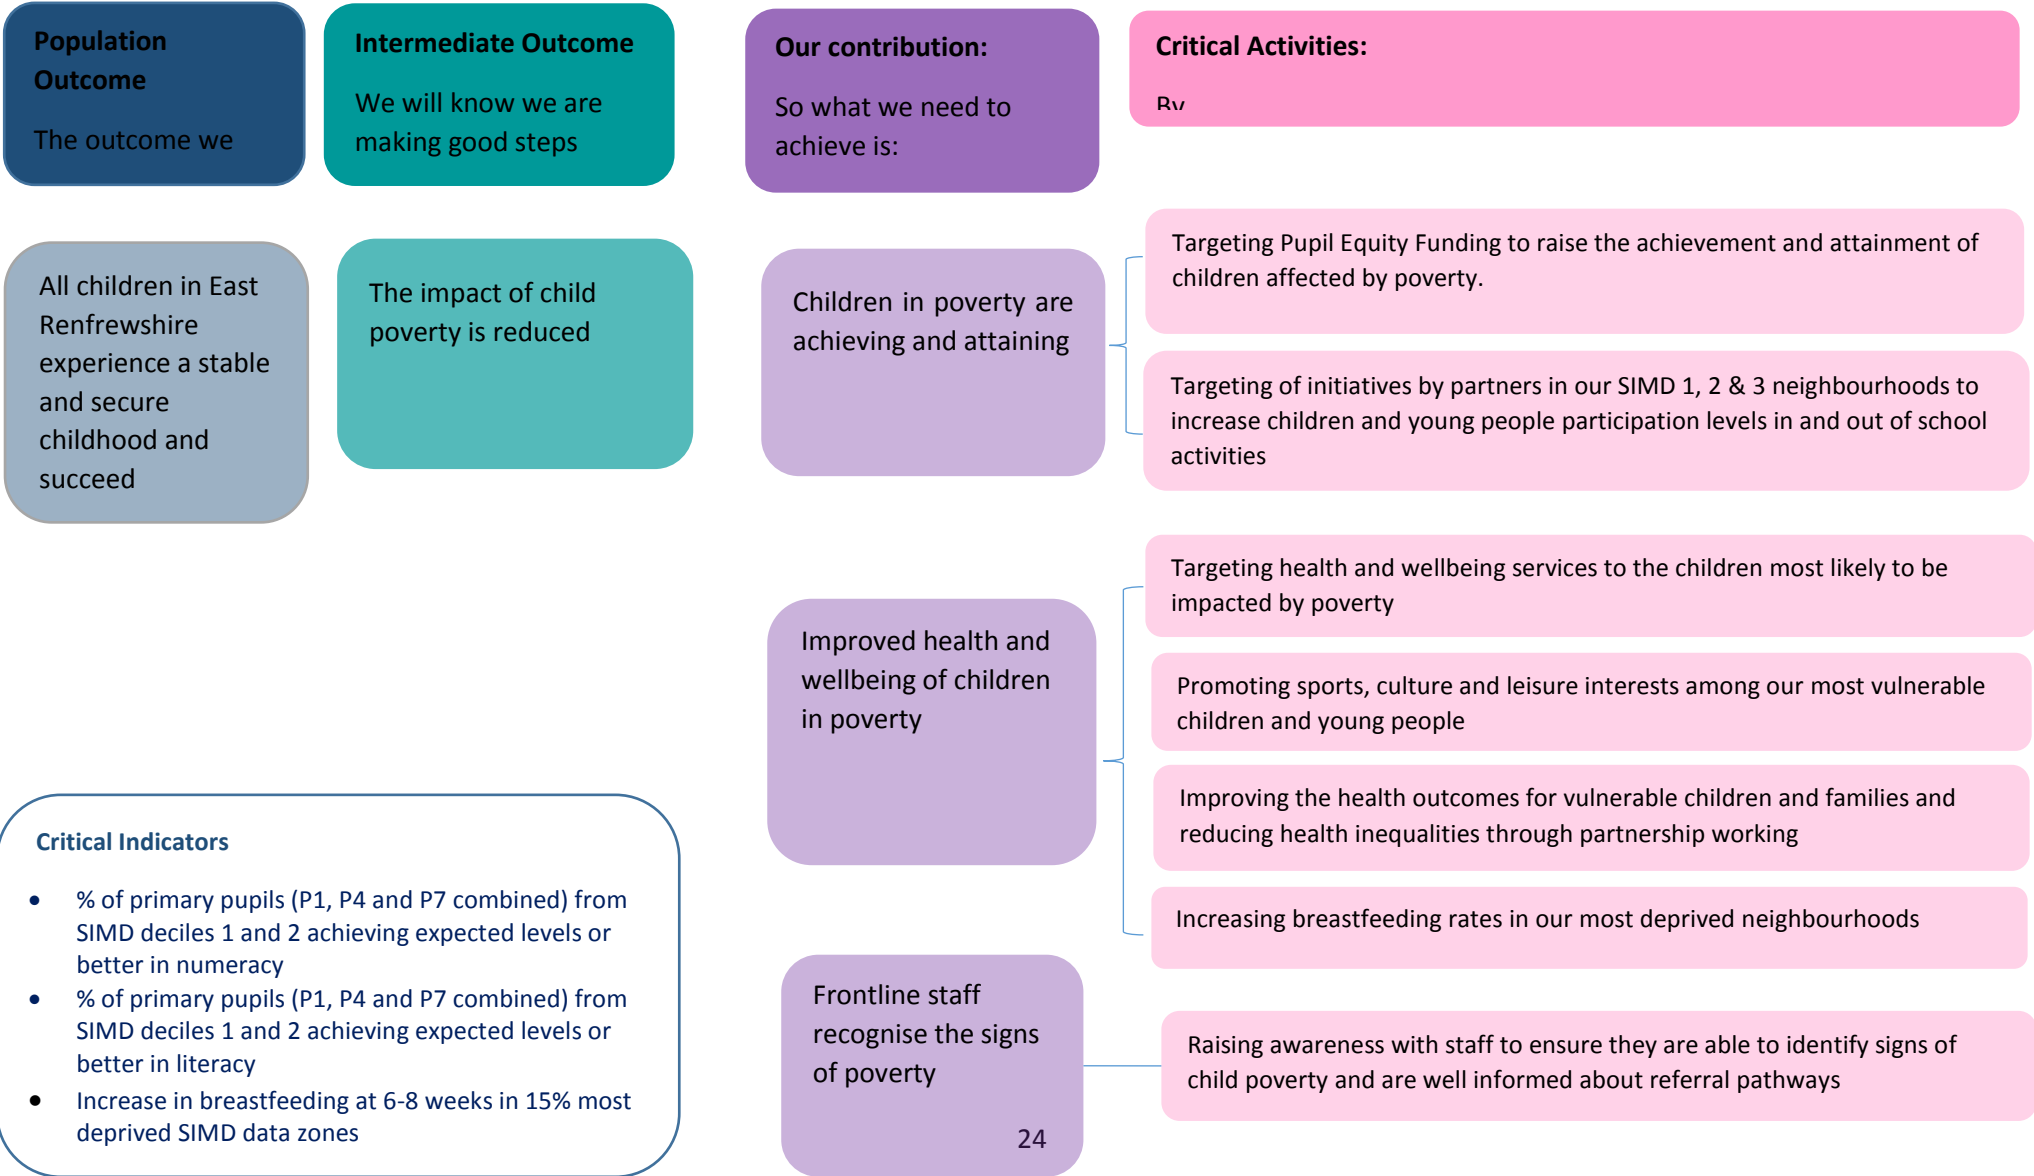 Population
Outcome
The outcome we
Intermediate Outcome
We will know we are
making good steps
Our contribution:
So what we need to
achieve is:
Critical Activities:
By
All children in East
Renfrewshire
experience a stable
and secure
childhood and
succeed
The impact of child
poverty is reduced
Children in poverty are
achieving and attaining
Targeting Pupil Equity Funding to raise the achievement and attainment of
children affected by poverty.
Targeting of initiatives by partners in our SIMD 1, 2 & 3 neighbourhoods to
increase children and young people participation levels in and out of school
activities
Improved health and
wellbeing of children
in poverty
Targeting health and wellbeing services to the children most likely to be
impacted by poverty
Promoting sports, culture and leisure interests among our most vulnerable
children and young people
Improving the health outcomes for vulnerable children and families and
reducing health inequalities through partnership working
Increasing breastfeeding rates in our most deprived neighbourhoods
Frontline staff
recognise the signs
of poverty
Raising awareness with staff to ensure they are able to identify signs of
child poverty and are well informed about referral pathways
Critical Indicators
• % of primary pupils (P1, P4 and P7 combined) from
SIMD deciles 1 and 2 achieving expected levels or
better in numeracy
• % of primary pupils (P1, P4 and P7 combined) from
SIMD deciles 1 and 2 achieving expected levels or
better in literacy
• Increase in breastfeeding at 6-8 weeks in 15% most
deprived SIMD data zones
24